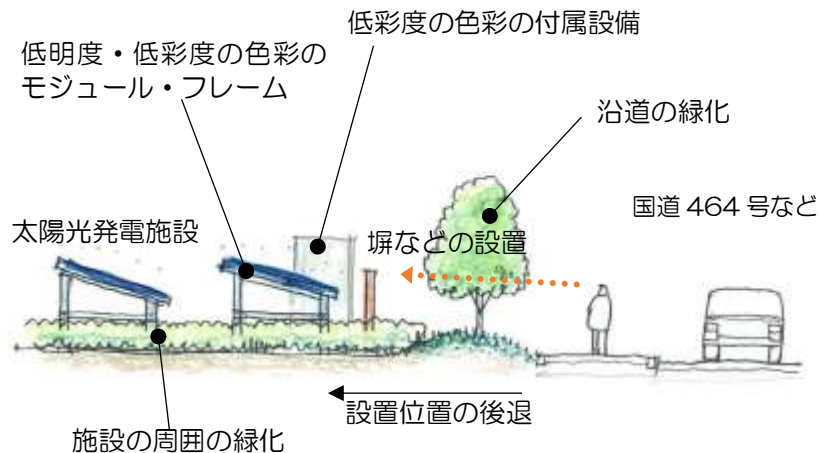 低彩度の色彩の付属設備
低明度・低彩度の色彩の
モジュール・フレーム
沿道の緑化
国道 464 号など
太陽光発電施設
塀などの設置
設置位置の後退
施設の周囲の緑化